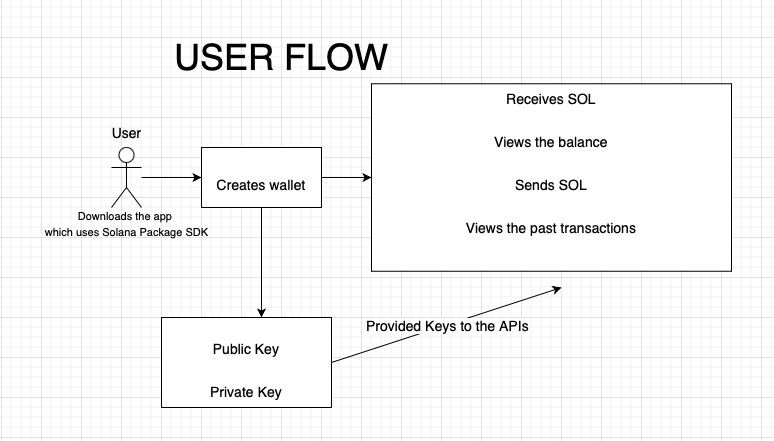 USER FLOW
User
Downloads the app
which uses Solana Package SDK
Creates wallet
Receives SOL
Views the balance
Sends SOL
Views the past transactions
Public Key
Private Key
Provided Keys to the APIs